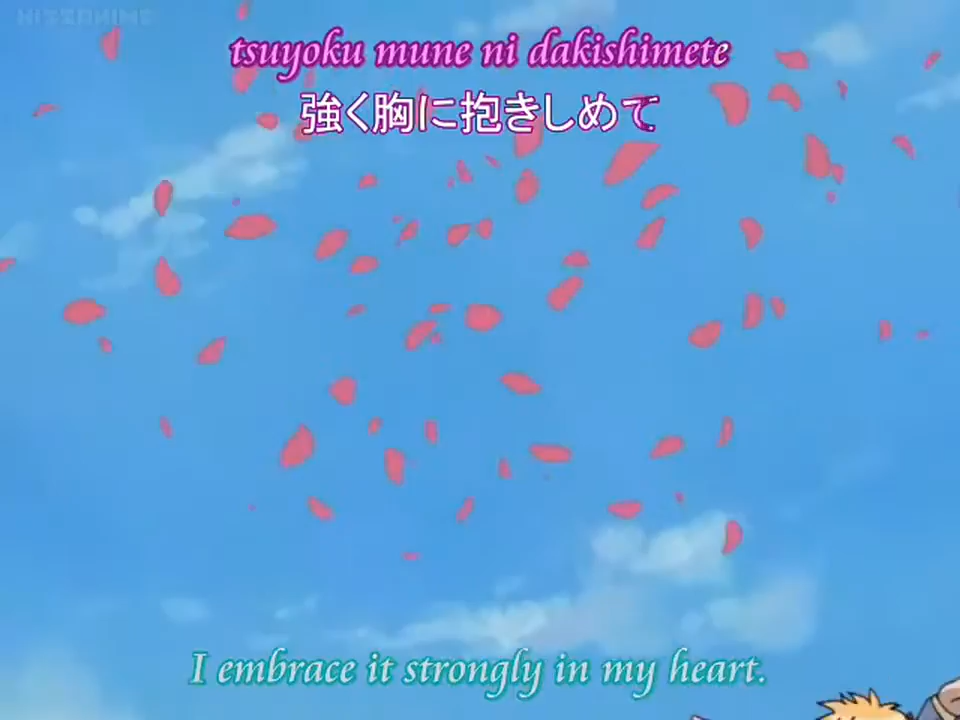 NISZANIME
tsuyoku mune ni dakishimete
強く胸に抱きしめて
I embrace it strongly in my heart.